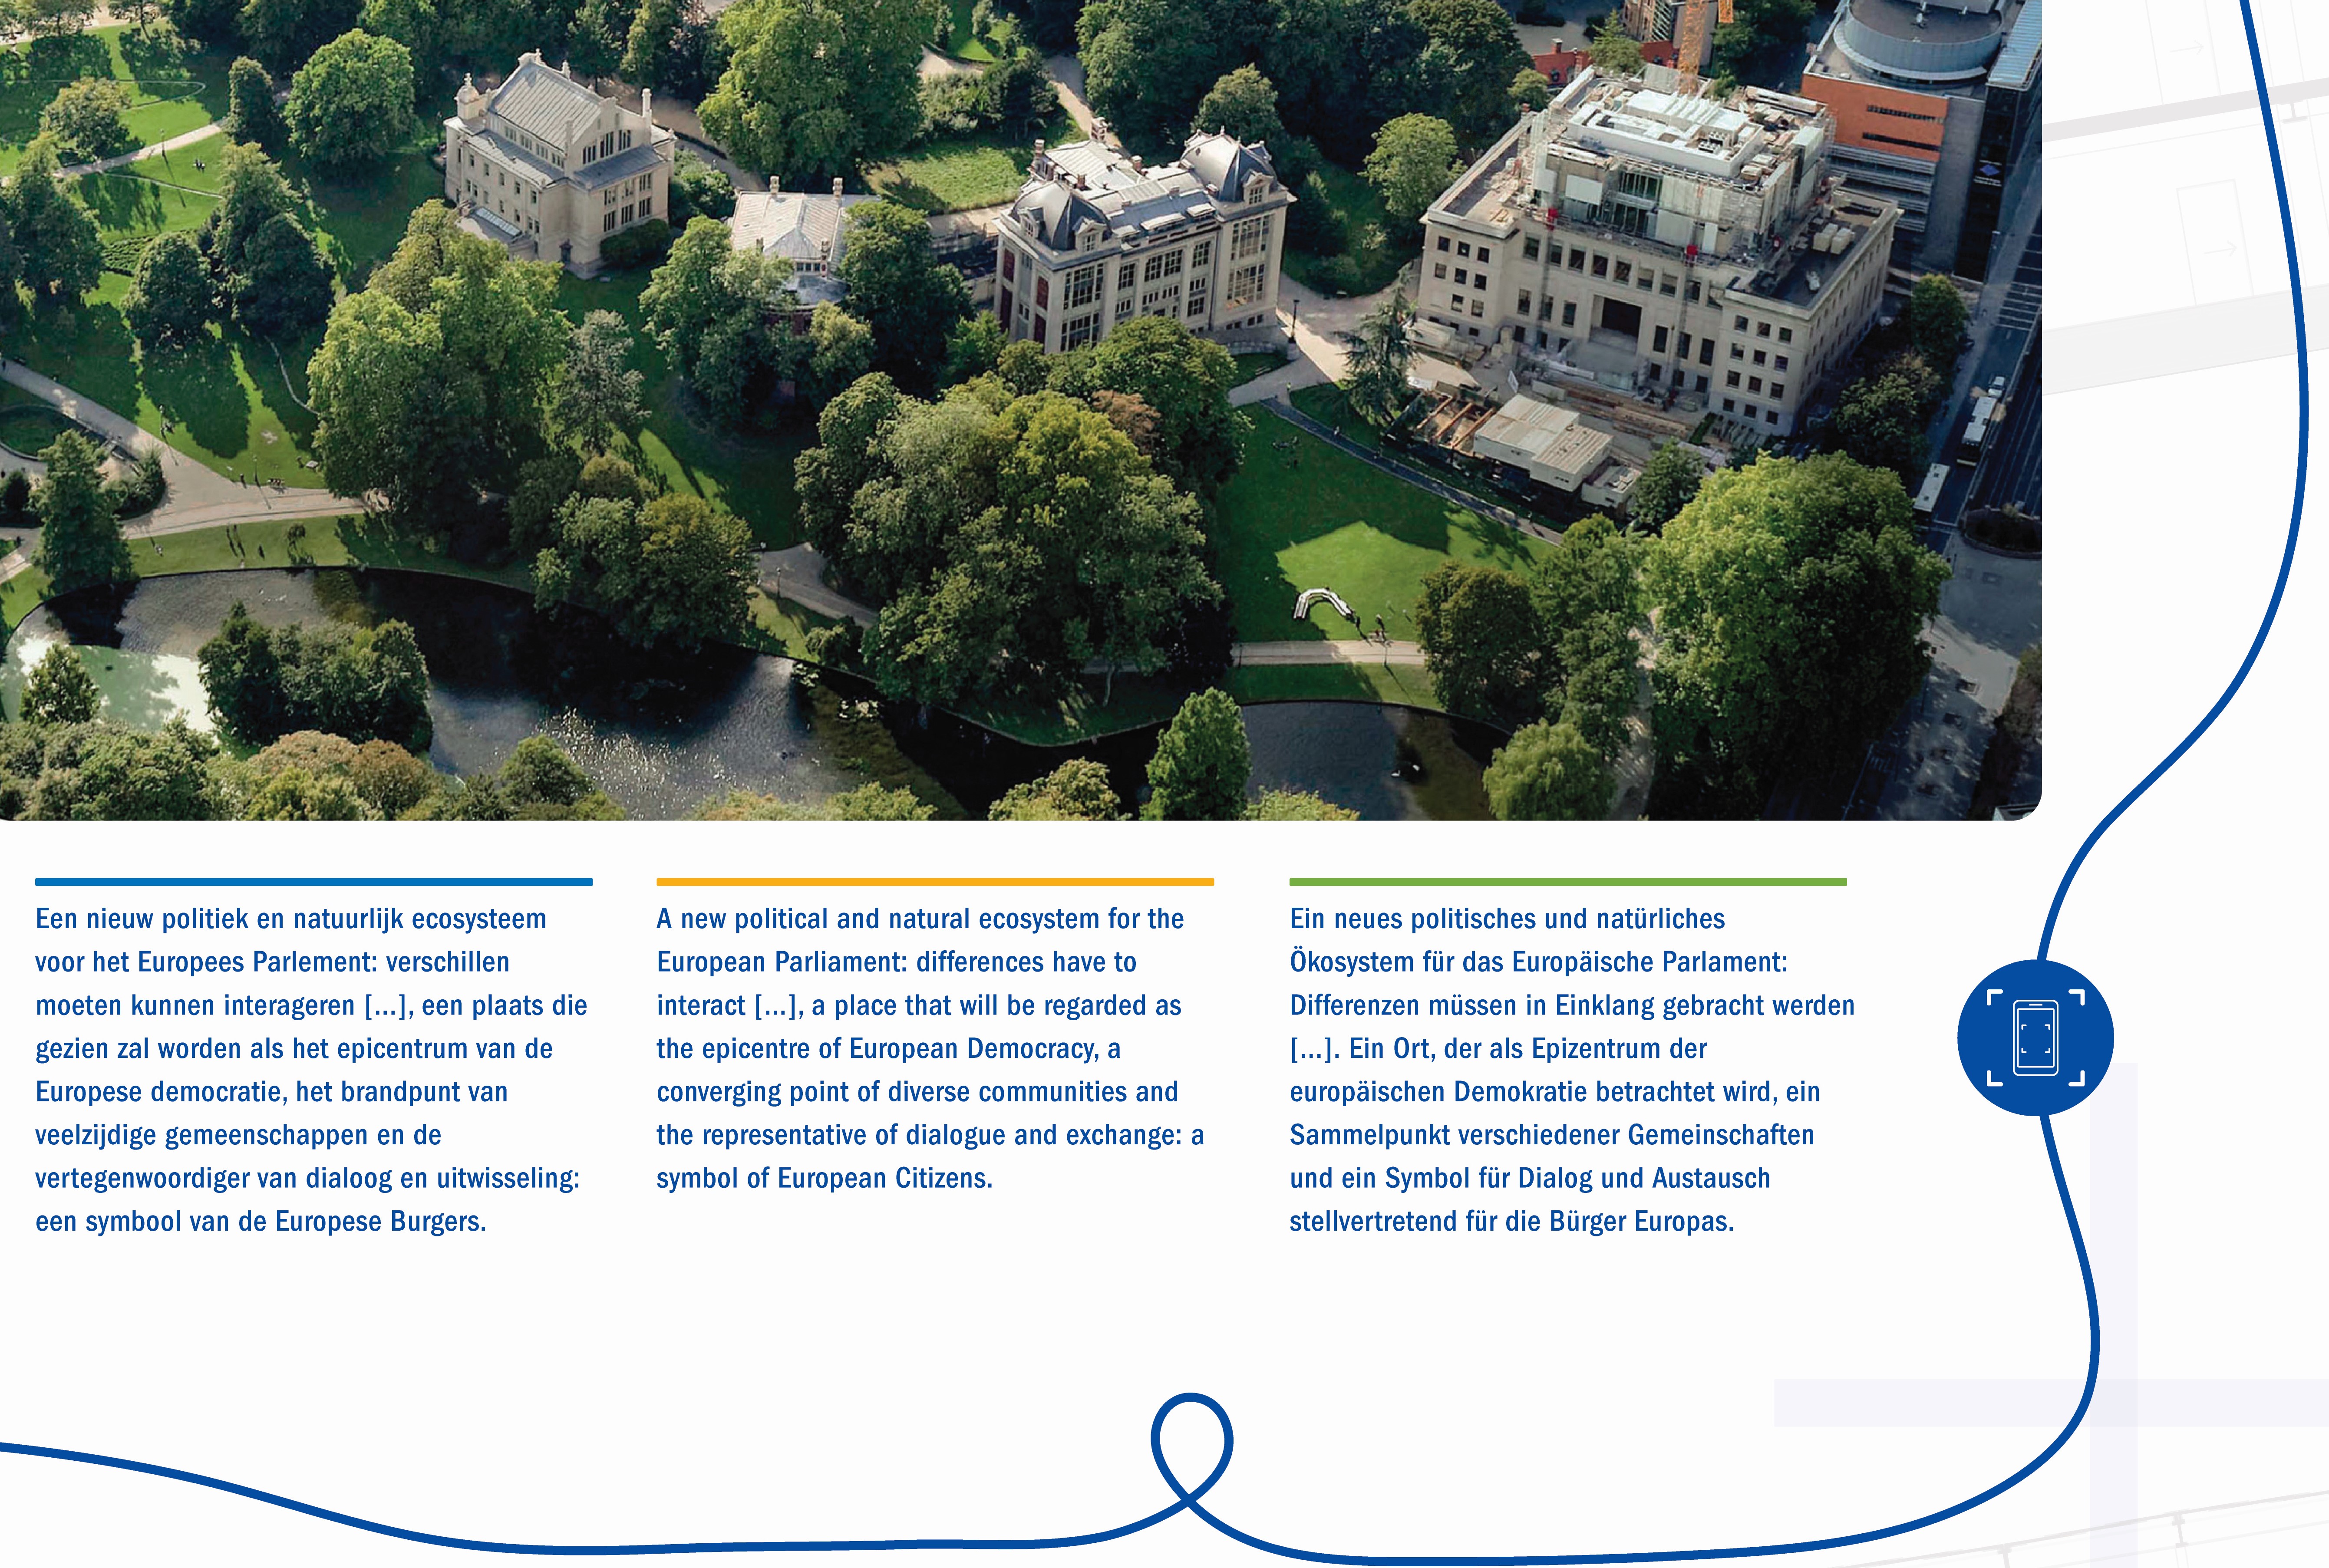 Een nieuw politiek en natuurlijk ecosysteem
voor het Europees Parlement: verschillen
moeten kunnen interageren [...], een plaats die
gezien zal worden als het epicentrum van de
Europese democratie, het brandpunt van
veelzijdige gemeenschappen en de
vertegenwoordiger van dialoog en uitwisseling:
een symbool van de Europese Burgers.
A new political and natural ecosystem for the
European Parliament: differences have to
interact [...], a place that will be regarded as
the epicentre of European Democracy, a
converging point of diverse communities and
the representative of dialogue and exchange: a
symbol of European Citizens.
Ein neues politisches und natürliches
Ökosystem für das Europäische Parlament:
Differenzen müssen in Einklang gebracht werden
[...]. Ein Ort, der als Epizentrum der
europäischen Demokratie betrachtet wird, ein
Sammelpunkt verschiedener Gemeinschaften
und ein Symbol für Dialog und Austausch
stellvertretend für die Bürger Europas.